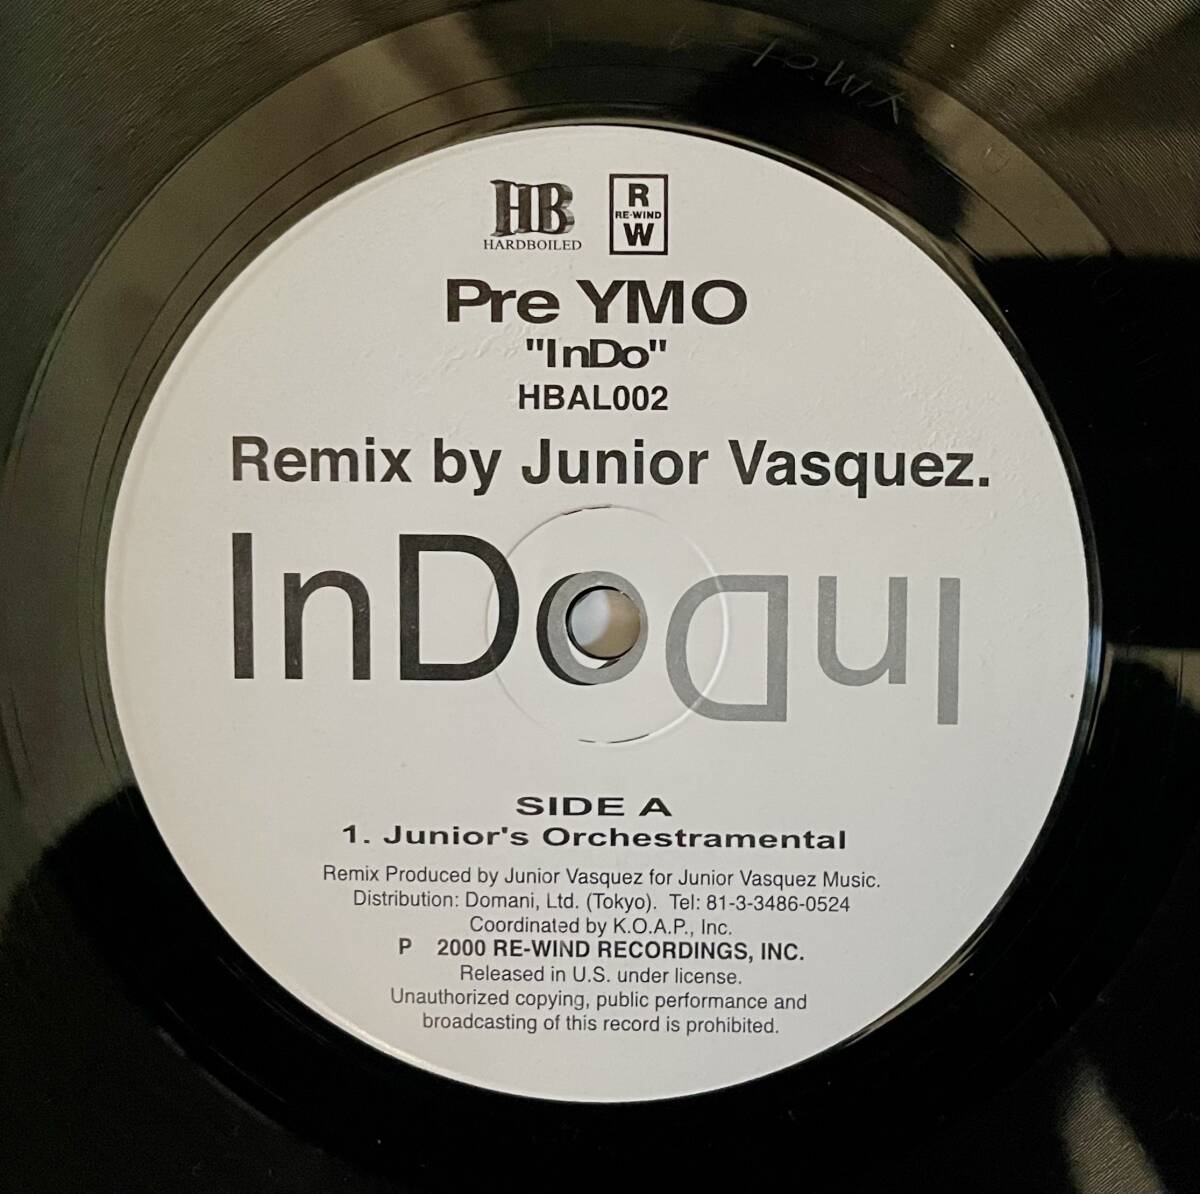 HB
HARDBOILED
R
RE-WIND
W
Pre YMO
"InDo"
HBAL002
Remix by Junior Vasquez.
InDo
InDo
SIDE A
1. Junior's Orchestramental
Remix Produced by Junior Vasquez for Junior Vasquez Music.
Distribution: Domani, Ltd. (Tokyo). Tel: 81-3-3486-0524
Coordinated by K.O.A.P., Inc.
P 2000 RE-WIND RECORDINGS, INC.
Released in U.S. under license.
Unauthorized copying, public performance and
broadcasting of this record is prohibited.